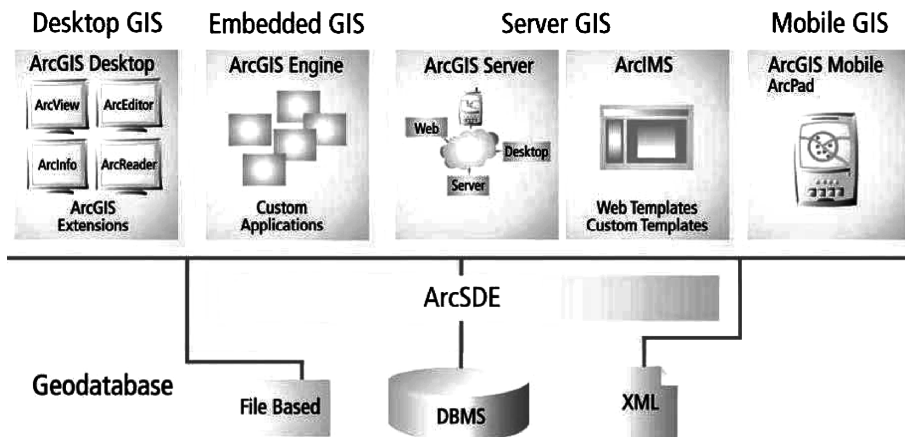 Desktop GIS
Embedded GIS
Server GIS
Mobile GIS
ArcGIS Desktop
ArcView
ArcEditor
ArcInfo
ArcReader
ArcGIS
Extensions
ArcGIS Engine
Custom
Applications
ArcGIS Server
Web
Desktop
Server
ArcIMS
Web Templates
Custom Templates
ArcGIS Mobile
ArcPad
ArcSDE
Geodatabase
File Based
DBMS
XML